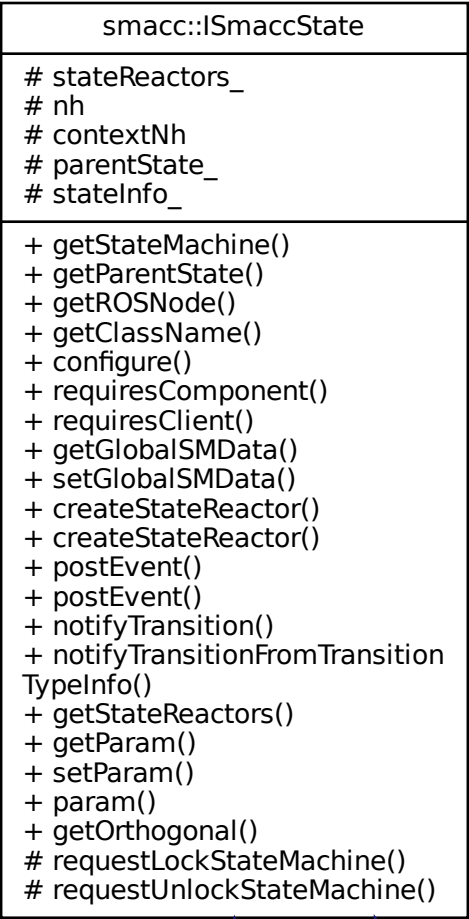 smacc::ISmaccState
# stateReactors_
# nh
# contextNh
# parentState_
# stateInfo_
+ getStateMachine()
+ getParentState()
+ getROSNode()
+ getClassName()
+ configure()
+ requiresComponent()
+ requiresClient()
+ getGlobalSMData()
+ setGlobalSMData()
+ createStateReactor()
+ createStateReactor()
+ postEvent()
+ postEvent()
+ notifyTransition()
+ notifyTransitionFromTransition
TypeInfo()
+ getStateReactors()
+ getParam()
+ setParam()
+ param()
+ getOrthogonal()
# requestLockStateMachine()
# requestUnlockStateMachine()